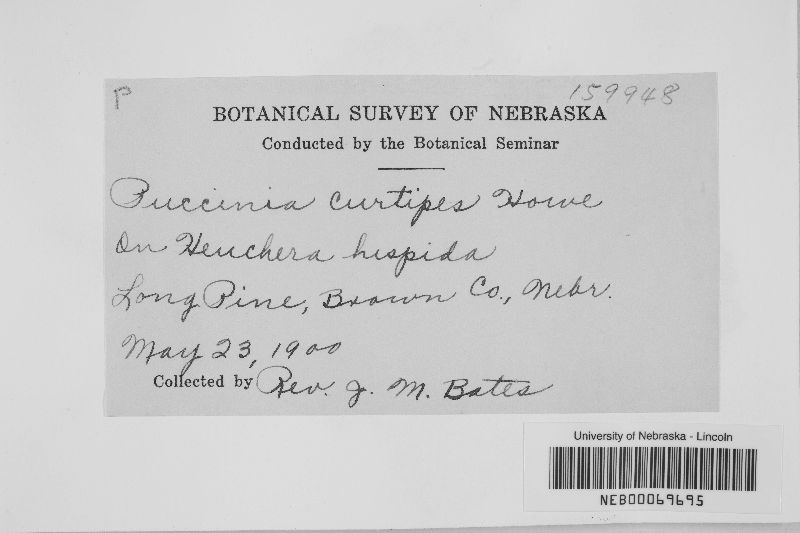 P
159948
BOTANICAL SURVEY OF NEBRASKA
Conducted by the Botanical Seminar
Puccinia curtipes Howe
On Heuchera hispida
Long Pine, Brown Co., Nebr.
May 23, 1900
Collected by Rev. J. M. Bates
University of Nebraska - Lincoln
NEB00069695